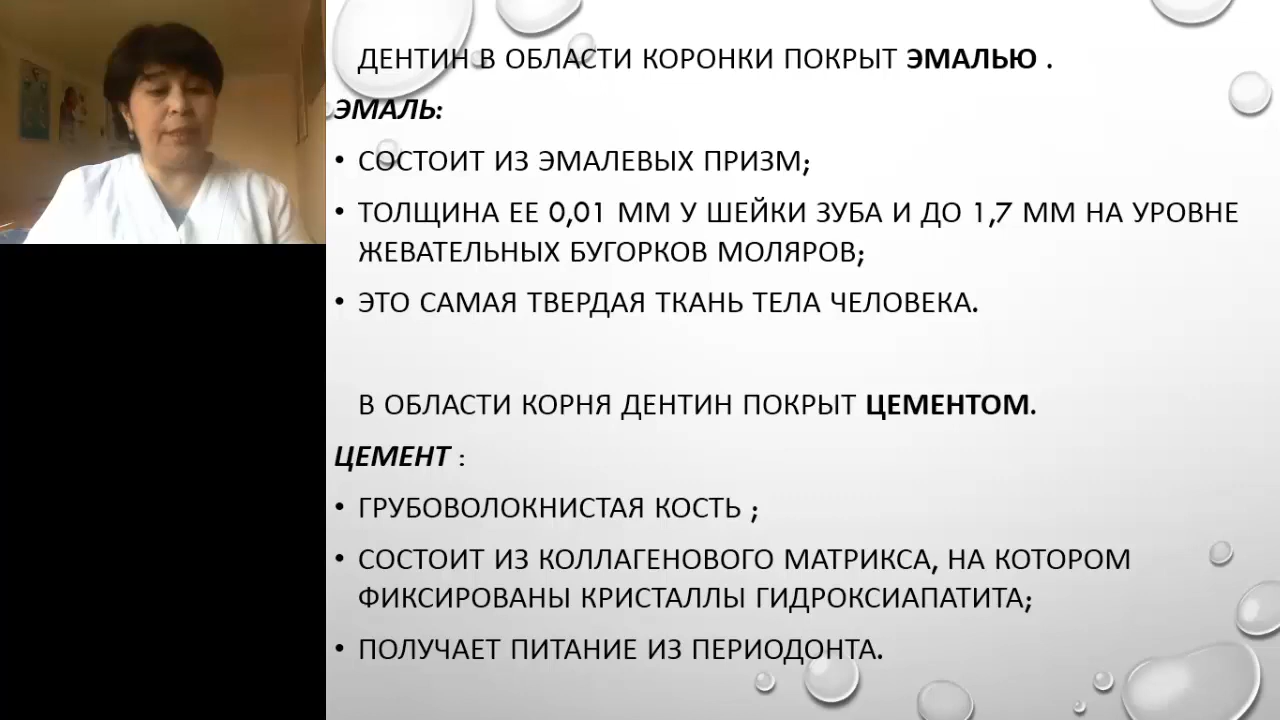 ДЕНТИН В ОБЛАСТИ КОРОНКИ ПОКРЫТ ЭМАЛЬЮ .
ЭМАЛЬ:
• СОСТОИТ ИЗ ЭМАЛЕВЫХ ПРИЗМ;
• ТОЛЩИНА ЕЕ 0,01 ММ У ШЕЙКИ ЗУБА И ДО 1,7 ММ НА УРОВНЕ
ЖЕВАТЕЛЬНЫХ БУГОРКОВ МОЛЯРОВ;
• ЭТО САМАЯ ТВЕРДАЯ ТКАНЬ ТЕЛА ЧЕЛОВЕКА.
В ОБЛАСТИ КОРНЯ ДЕНТИН ПОКРЫТ ЦЕМЕНТОМ.
ЦЕМЕНТ :
• ГРУБОВОЛОКНИСТАЯ КОСТЬ ;
• СОСТОИТ ИЗ КОЛЛАГЕНОВОГО МАТРИКСА, НА КОТОРОМ
ФИКСИРОВАНЫ КРИСТАЛЛЫ ГИДРОКСИАПАТИТА;
• ПОЛУЧАЕТ ПИТАНИЕ ИЗ ПЕРИОДОНТА.